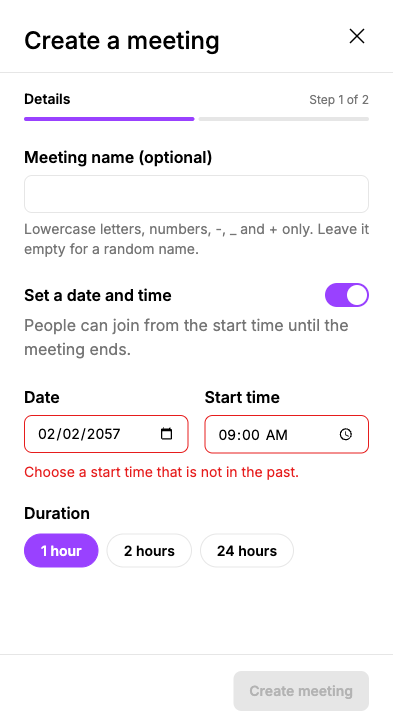 Create a meeting
Details
Step 1 of 2
Meeting name (optional)
Lowercase letters, numbers, -, _ and + only. Leave it
empty for a random name.
Set a date and time
People can join from the start time until the
meeting ends.
Date
Start time
02/02/2057
09:00 AM
Choose a start time that is not in the past.
Duration
1 hour
2 hours
24 hours
Create meeting